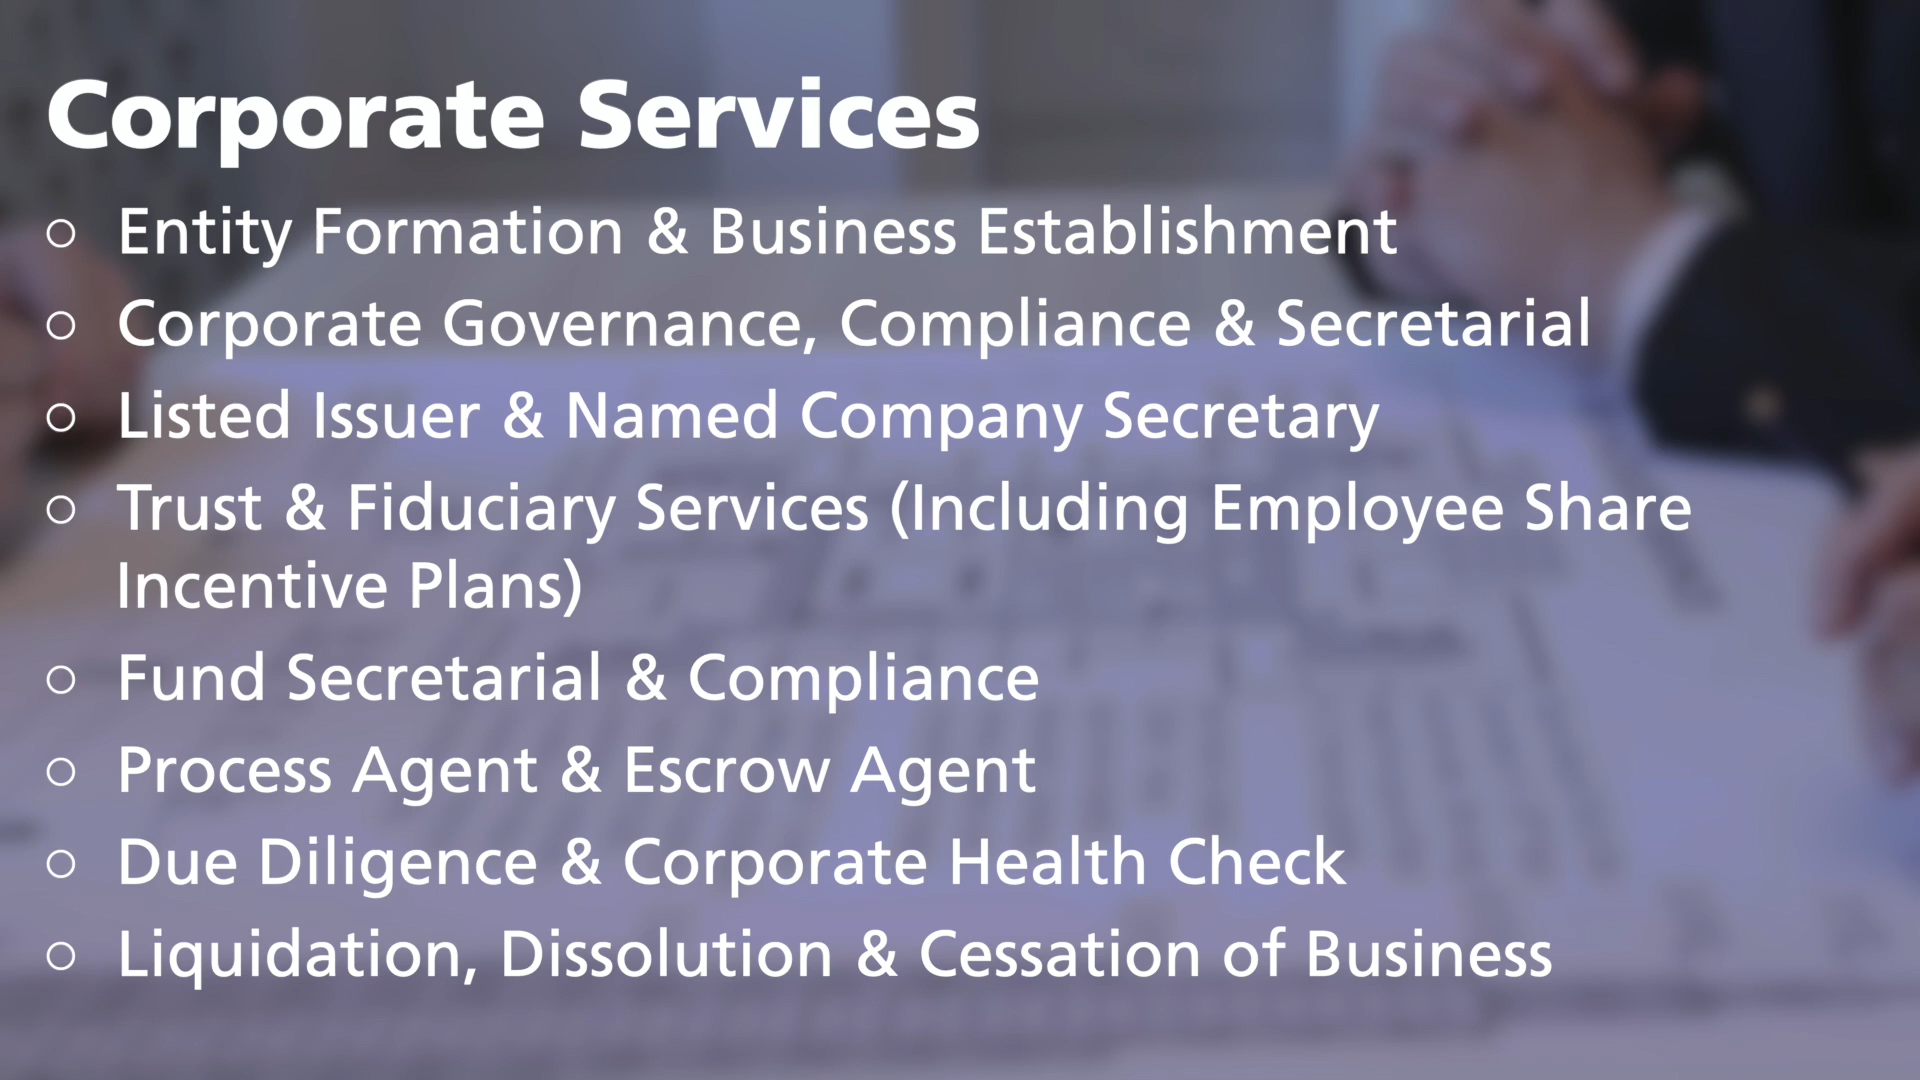 Corporate Services
○ Entity Formation & Business Establishment
○ Corporate Governance, Compliance & Secretarial
○ Listed Issuer & Named Company Secretary
○ Trust & Fiduciary Services (Including Employee Share
Incentive Plans)
○ Fund Secretarial & Compliance
○ Process Agent & Escrow Agent
○ Due Diligence & Corporate Health Check
○ Liquidation, Dissolution & Cessation of Business